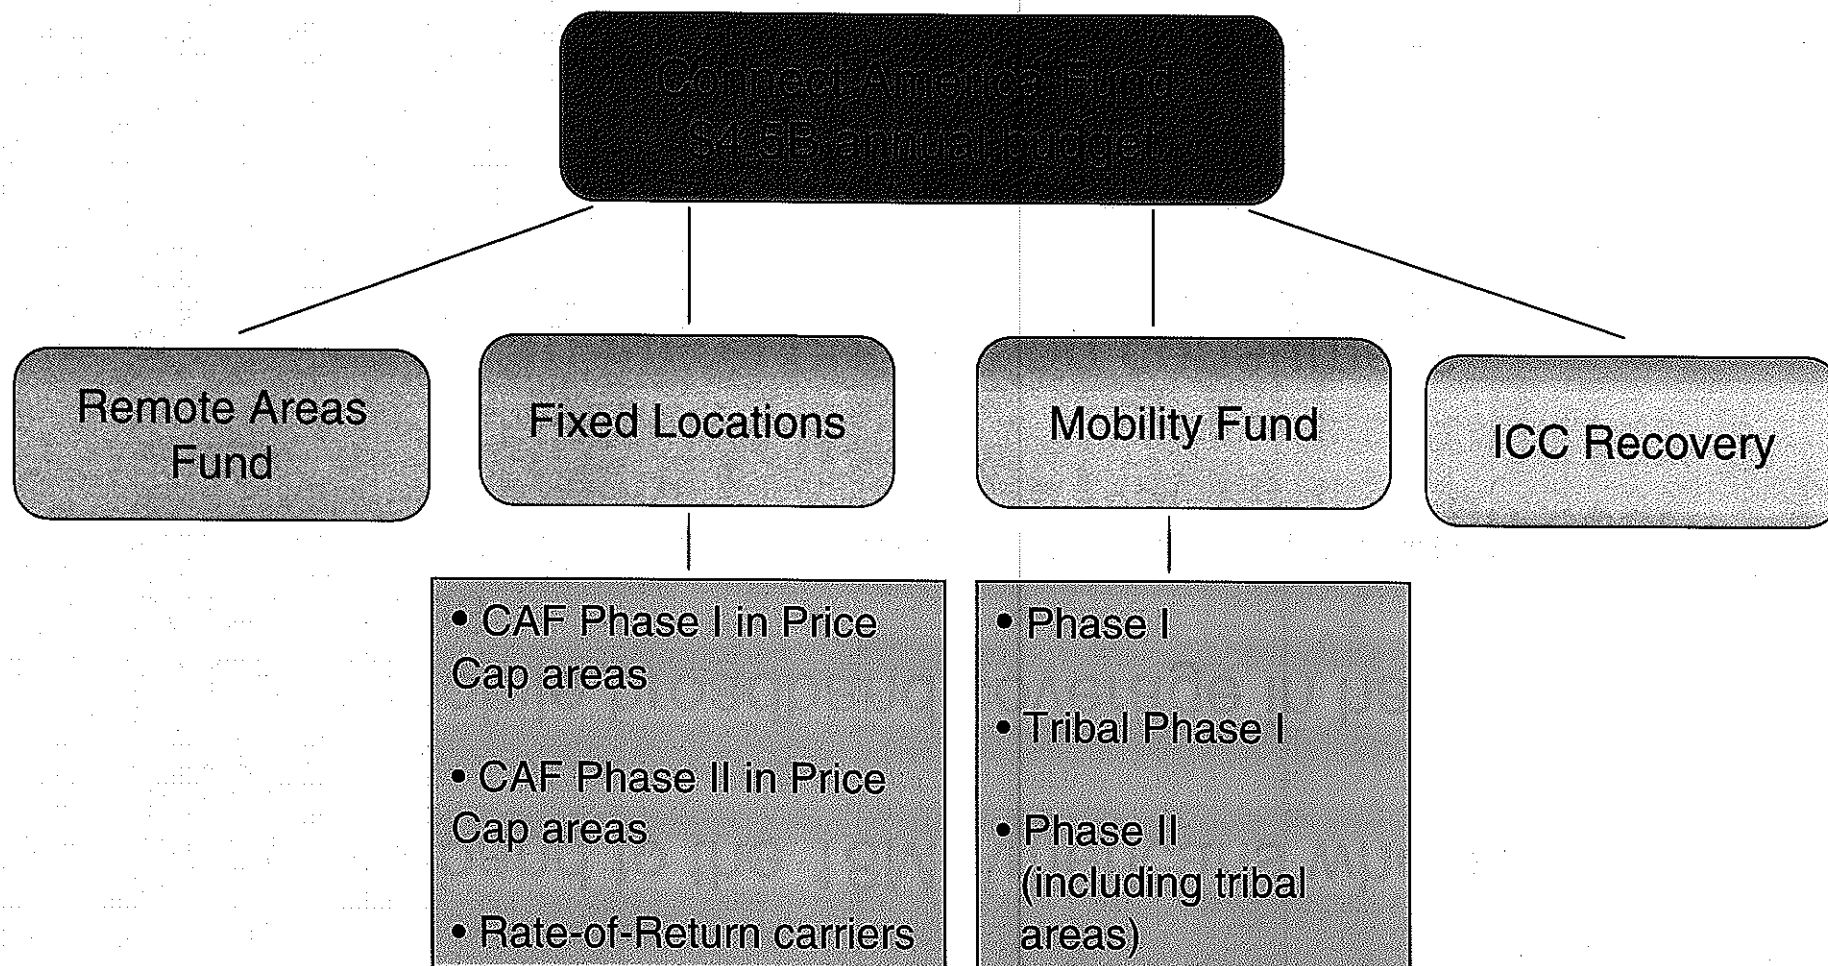 Connect America Fund
$4.5B annual budget
Remote Areas
Fund
Fixed Locations
Mobility Fund
ICC Recovery
• CAF Phase I in Price
Cap areas
• CAF Phase II in Price
Cap areas
• Rate-of-Return carriers
• Phase I
• Tribal Phase I
• Phase II
(including tribal
areas)